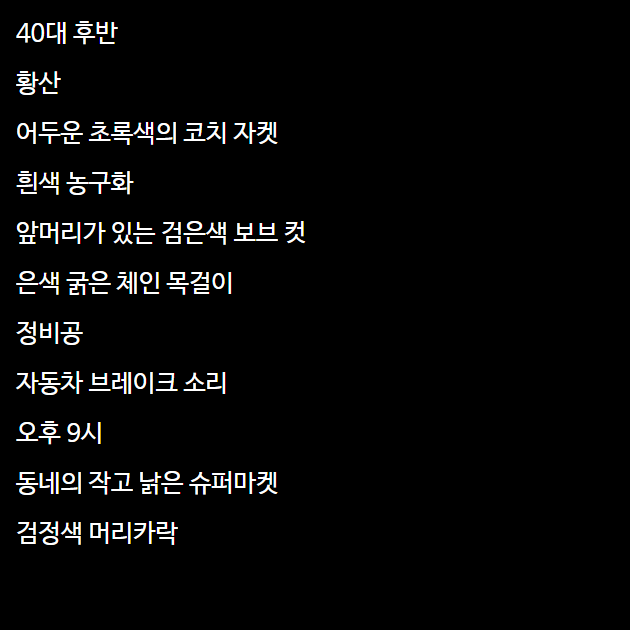 40대 후반
황산
어두운 초록색의 코치 자켓
흰색 농구화
앞머리가 있는 검은색 보브 컷
은색 굵은 체인 목걸이
정비공
자동차 브레이크 소리
오후 9시
동네의 작고 낡은 슈퍼마켓
검정색 머리카락